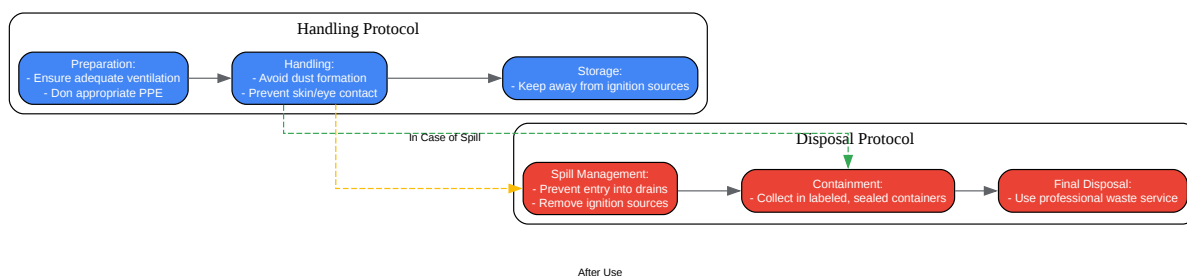 Handling Protocol
Preparation:
- Ensure adequate ventilation
- Don appropriate PPE
Handling:
- Avoid dust formation
- Prevent skin/eye contact
Storage:
- Keep away from ignition sources
In Case of Spill
Disposal Protocol
Spill Management:
- Prevent entry into drains
- Remove ignition sources
Containment:
- Collect in labeled, sealed containers
Final Disposal:
- Use professional waste service
After Use